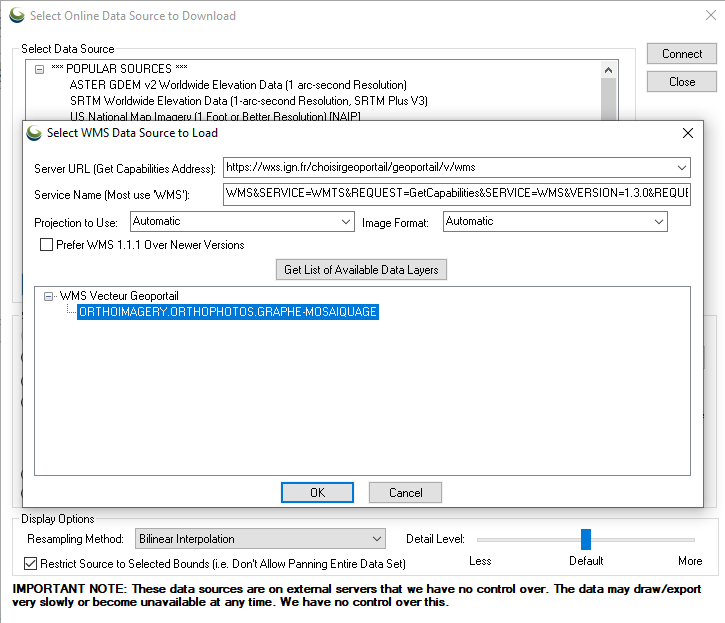 Select Online Data Source to Download
Select Data Source
*** POPULAR SOURCES ***
ASTER GDEM v2 Worldwide Elevation Data (1 arc-second Resolution)
SRTM Worldwide Elevation Data (1-arc-second Resolution, SRTM Plus V3)
US National Map Imagery (1 Foot or Better Resolution) [NAIP]
Connect
Close
Select WMS Data Source to Load
Server URL (Get Capabilities Address):
https://wxs.ign.fr/choisirgeoportail/geoportail/v/wms
Service Name (Most use 'WMS'):
WMS&SERVICE=WMTS&REQUEST=GetCapabilities&SERVICE=WMS&VERSION=1.3.0&REQUE
Projection to Use:
Automatic
Image Format:
Automatic
Prefer WMS 1.1.1 Over Newer Versions
Get List of Available Data Layers
WMS Vecteur Geoportail
ORTHOIMAGERY.ORTHOPHOTOS.GRAPHE-MOSAIQUAGE
OK
Cancel
Display Options
Resampling Method:
Bilinear Interpolation
Detail Level:
Less
Default
More
Restrict Source to Selected Bounds (i.e. Don't Allow Panning Entire Data Set)
IMPORTANT NOTE: These data sources are on external servers that we have no control over. The data may draw/export
very slowly or become unavailable at any time. We have no control over this.